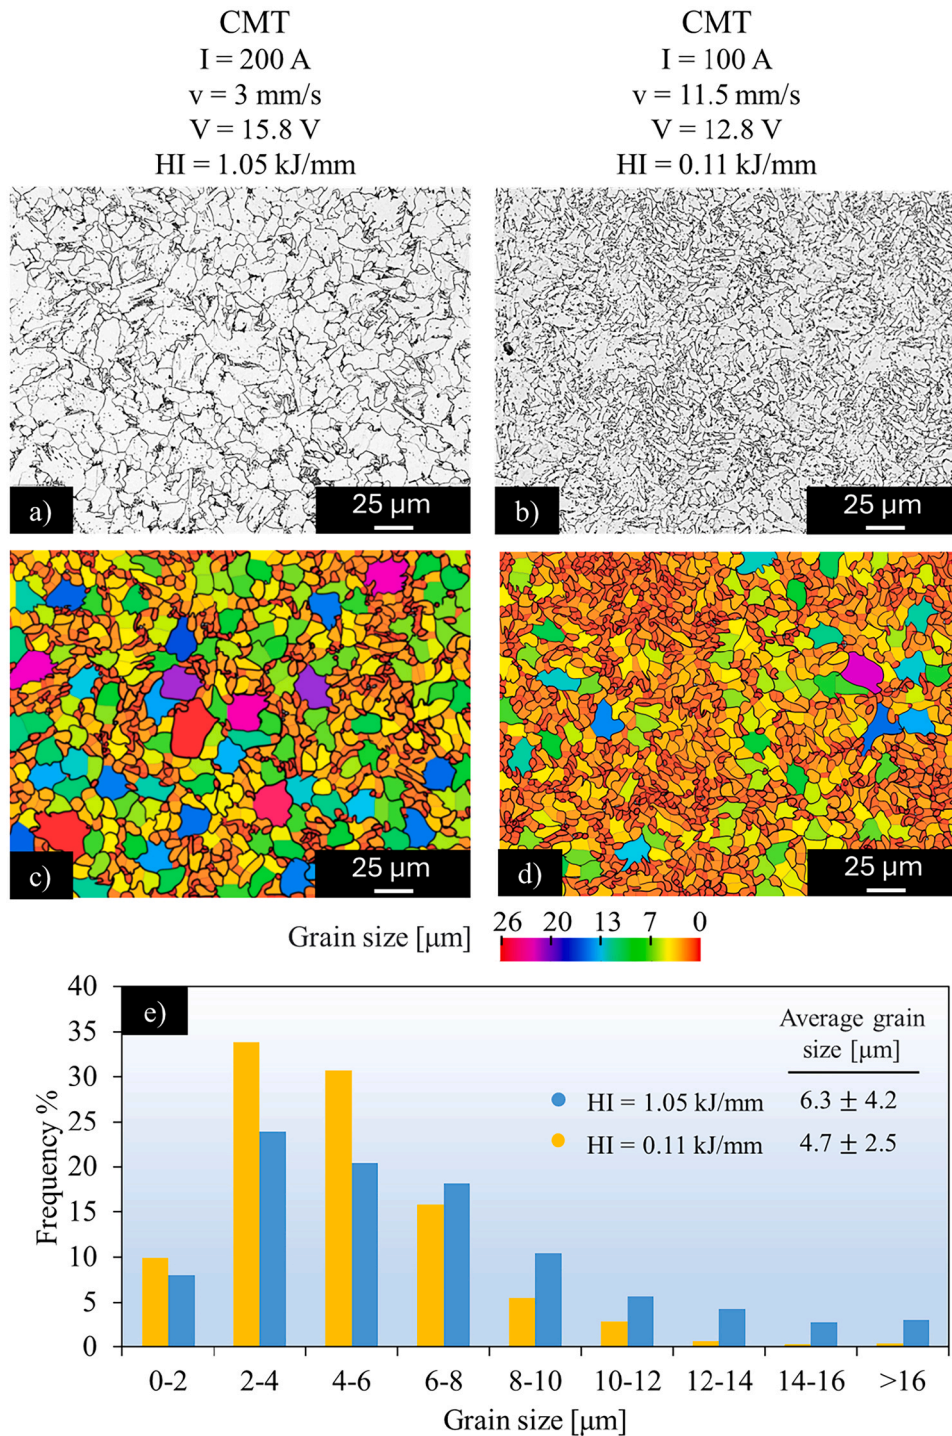 CMT
I = 200 A
v = 3 mm/s
V = 15.8 V
HI = 1.05 kJ/mm
CMT
I = 100 A
v = 11.5 mm/s
V = 12.8 V
HI = 0.11 kJ/mm
a)
25 μm
b)
25 μm
c)
25 μm
d)
25 μm
Grain size [μm]
26 20 13 7 0
e)
Frequency %
40
35
30
25
20
15
10
5
0
Average grain
size [μm]
HI = 1.05 kJ/mm 6.3 ± 4.2
HI = 0.11 kJ/mm 4.7 ± 2.5
0-2 2-4 4-6 6-8 8-10 10-12 12-14 14-16 >16
Grain size [μm]